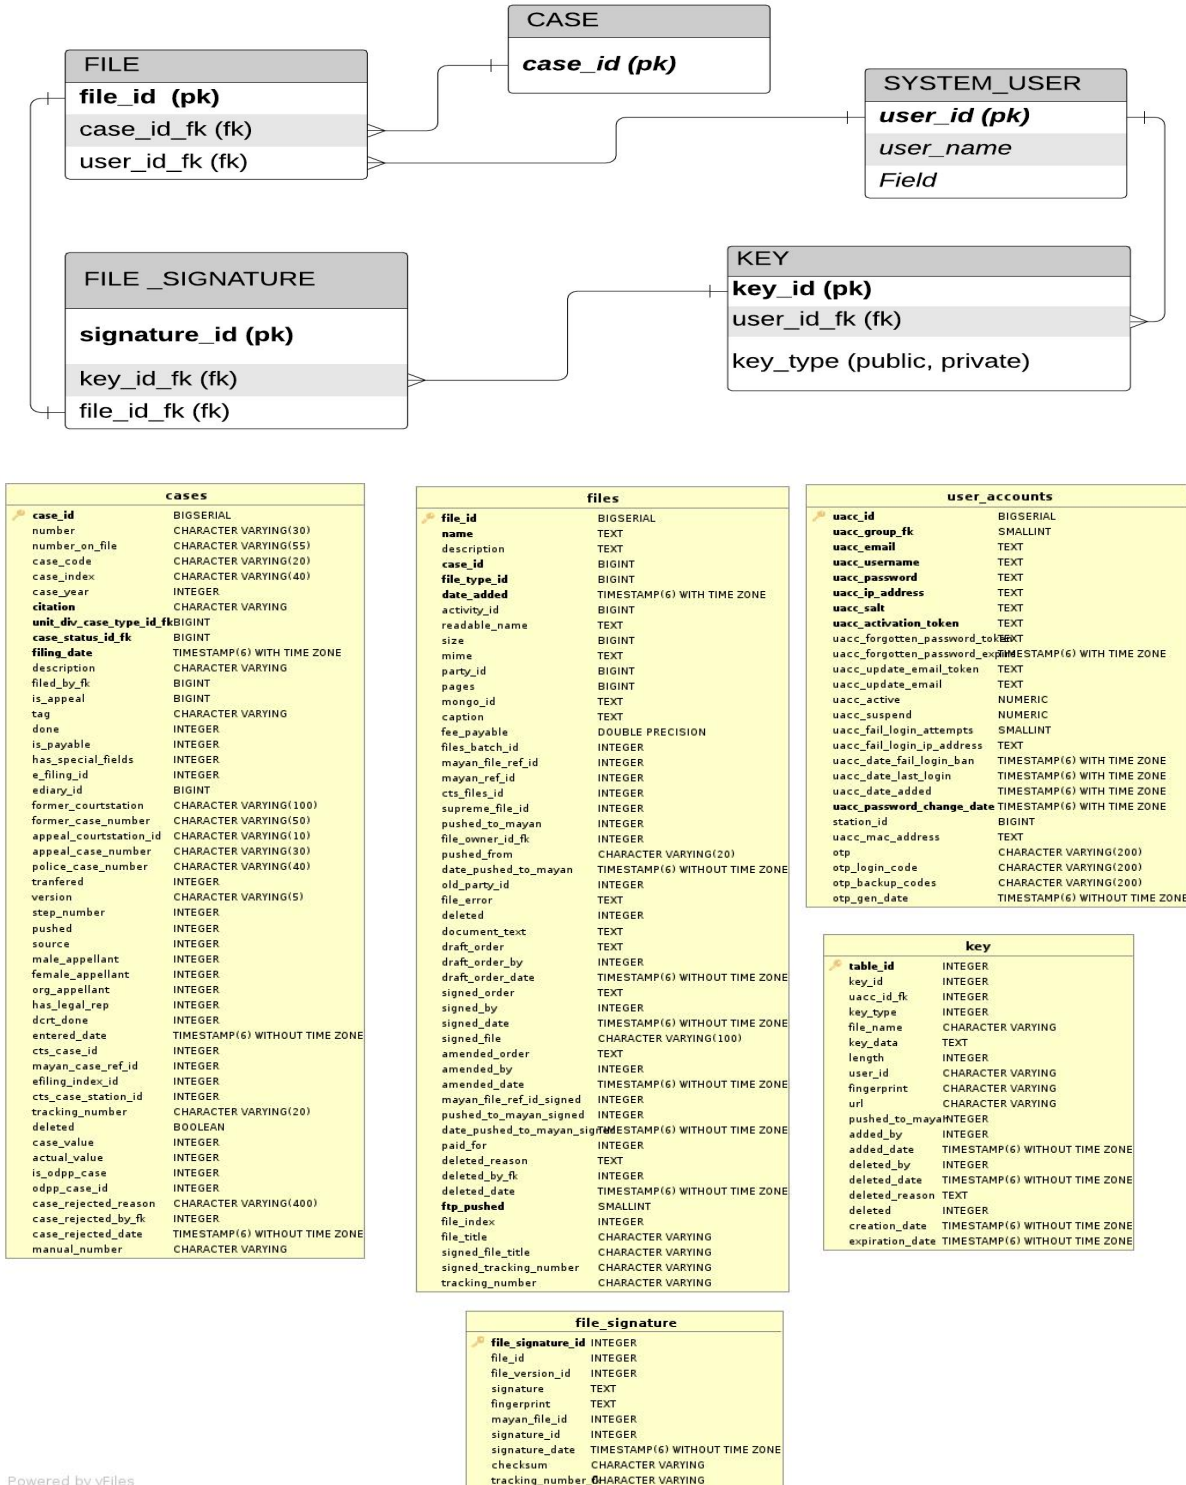 CASE
case_id (pk)
FILE
file_id (pk)
case_id_fk (fk)
user_id_fk (fk)
SYSTEM_USER
user_id (pk)
user_name
Field
FILE _SIGNATURE
signature_id (pk)
key_id_fk (fk)
file_id_fk (fk)
KEY
key_id (pk)
user_id_fk (fk)
key_type (public, private)
cases
case_id BIGSERIAL
number CHARACTER VARYING(30)
number_on_file CHARACTER VARYING(55)
case_code CHARACTER VARYING(20)
case_index CHARACTER VARYING(40)
case_year INTEGER
citation CHARACTER VARYING
unit_div_case_type_id_fk BIGINT
case_status_id_fk BIGINT
filing_date TIMESTAMP(6) WITH TIME ZONE
description CHARACTER VARYING
filed_by_fk BIGINT
is_appeal BIGINT
tag CHARACTER VARYING
done INTEGER
is_payable INTEGER
has_special_fields INTEGER
e_filing_id INTEGER
ediary_id BIGINT
former_courtstation CHARACTER VARYING(100)
former_case_number CHARACTER VARYING(50)
appeal_courtstation_id CHARACTER VARYING(10)
appeal_case_number CHARACTER VARYING(30)
police_case_number CHARACTER VARYING(40)
tranfered INTEGER
version CHARACTER VARYING(5)
step_number INTEGER
pushed INTEGER
source INTEGER
male_appellant INTEGER
female_appellant INTEGER
org_appellant INTEGER
has_legal_rep INTEGER
dcrt_done INTEGER
entered_date TIMESTAMP(6) WITHOUT TIME ZONE
cts_case_id INTEGER
mayan_case_ref_id INTEGER
efiling_index_id INTEGER
cts_case_station_id INTEGER
tracking_number CHARACTER VARYING(20)
deleted BOOLEAN
case_value INTEGER
actual_value INTEGER
is_odpp_case INTEGER
odpp_case_id INTEGER
case_rejected_reason CHARACTER VARYING(400)
case_rejected_by_fk INTEGER
case_rejected_date TIMESTAMP(6) WITHOUT TIME ZONE
manual_number CHARACTER VARYING
files
file_id BIGSERIAL
name TEXT
description TEXT
case_id BIGINT
file_type_id BIGINT
date_added TIMESTAMP(6) WITH TIME ZONE
activity_id BIGINT
readable_name TEXT
size BIGINT
mime TEXT
party_id BIGINT
pages BIGINT
mongo_id TEXT
caption TEXT
fee_payable DOUBLE PRECISION
files_batch_id INTEGER
mayan_file_ref_id INTEGER
mayan_ref_id INTEGER
cts_files_id INTEGER
supreme_file_id INTEGER
pushed_to_mayan INTEGER
file_owner_id_fk INTEGER
pushed_from CHARACTER VARYING(20)
date_pushed_to_mayan TIMESTAMP(6) WITHOUT TIME ZONE
old_party_id INTEGER
file_error TEXT
deleted INTEGER
document_text TEXT
draft_order TEXT
draft_order_by INTEGER
draft_order_date TIMESTAMP(6) WITHOUT TIME ZONE
signed_order TEXT
signed_by INTEGER
signed_date TIMESTAMP(6) WITHOUT TIME ZONE
signed_file CHARACTER VARYING(100)
amended_order TEXT
amended_by INTEGER
amended_date TIMESTAMP(6) WITHOUT TIME ZONE
mayan_file_ref_id_signed INTEGER
pushed_to_mayan_signed INTEGER
date_pushed_to_mayan_signed TIMESTAMP(6) WITHOUT TIME ZONE
paid_for INTEGER
deleted_reason TEXT
deleted_by_fk INTEGER
deleted_date TIMESTAMP(6) WITHOUT TIME ZONE
ftp_pushed SMALLINT
file_index INTEGER
file_title CHARACTER VARYING
signed_file_title CHARACTER VARYING
signed_tracking_number CHARACTER VARYING
tracking_number CHARACTER VARYING
user_accounts
uacc_id BIGSERIAL
uacc_group_fk SMALLINT
uacc_email TEXT
uacc_username TEXT
uacc_password TEXT
uacc_ip_address TEXT
uacc_salt TEXT
uacc_activation_token TEXT
uacc_forgotten_password_token TEXT
uacc_forgotten_password_expire TIMESTAMP(6) WITH TIME ZONE
uacc_update_email_token TEXT
uacc_update_email TEXT
uacc_active NUMERIC
uacc_suspend NUMERIC
uacc_fail_login_attempts SMALLINT
uacc_fail_login_ip_address TEXT
uacc_date_fail_login_ban TIMESTAMP(6) WITH TIME ZONE
uacc_date_last_login TIMESTAMP(6) WITH TIME ZONE
uacc_date_added TIMESTAMP(6) WITH TIME ZONE
uacc_password_change_date TIMESTAMP(6) WITH TIME ZONE
station_id BIGINT
uacc_mac_address TEXT
otp CHARACTER VARYING(200)
otp_login_code CHARACTER VARYING(200)
otp_backup_codes CHARACTER VARYING(200)
otp_gen_date TIMESTAMP(6) WITHOUT TIME ZONE
key
table_id INTEGER
key_id INTEGER
uacc_id_fk INTEGER
key_type INTEGER
file_name CHARACTER VARYING
key_data TEXT
length INTEGER
user_id CHARACTER VARYING
fingerprint CHARACTER VARYING
url CHARACTER VARYING
pushed_to_mayan INTEGER
added_by INTEGER
added_date TIMESTAMP(6) WITHOUT TIME ZONE
deleted_by INTEGER
deleted_date TIMESTAMP(6) WITHOUT TIME ZONE
deleted_reason TEXT
deleted INTEGER
creation_date TIMESTAMP(6) WITHOUT TIME ZONE
expiration_date TIMESTAMP(6) WITHOUT TIME ZONE
file_signature
file_signature_id INTEGER
file_id INTEGER
file_version_id INTEGER
signature TEXT
fingerprint TEXT
mayan_file_id INTEGER
signature_id INTEGER
signature_date TIMESTAMP(6) WITHOUT TIME ZONE
checksum CHARACTER VARYING
CHARACTER VARYING
Powered by yFiles